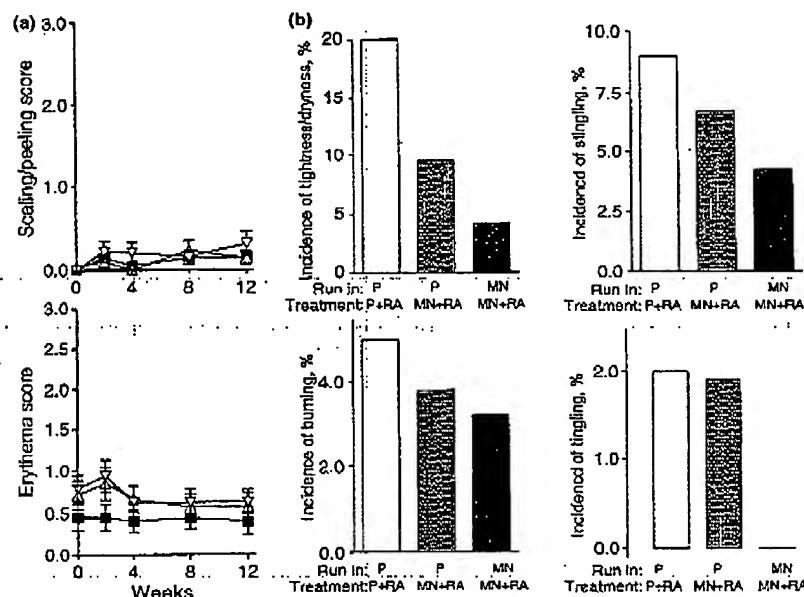 (a)
3.0
2.0
1.0
0.0
Scaling/peeling score
0 4 8 12
3.0
2.5
2.0
1.5
1.0
0.5
0.0
Erythema score
0 4 8 12
Weeks
(b)
20
15
10
5
0
Incidence of tightness/dryness, %
Run in: P P MN
Treatment: P+RA MN+RA MN+RA
10.0
7.5
5.0
2.5
0
Incidence of stinging, %
Run in: P P MN
Treatment: P+RA MN+RA MN+RA
4.0
2.0
0.0
Incidence of burning, %
Run in: P P MN
Treatment: P+RA MN+RA MN+RA
2.0
1.0
0.0
Incidence of tingling, %
Run in: P P MN
Treatment: P+RA MN+RA MN+RA